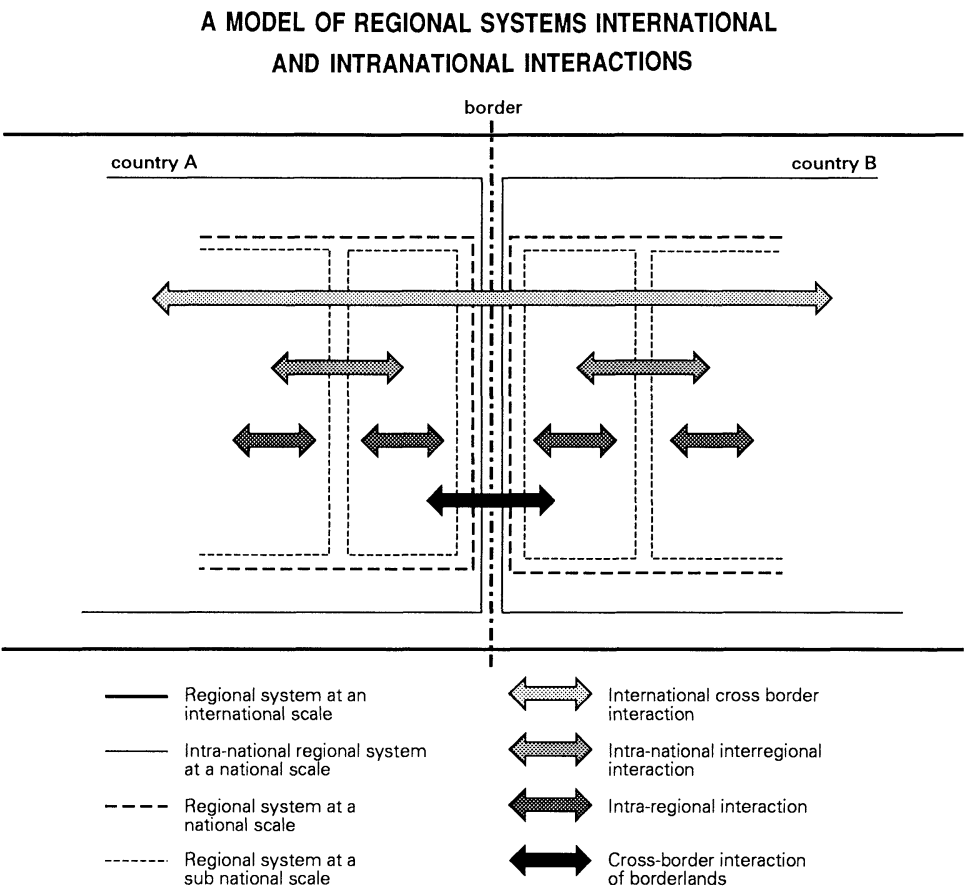 A MODEL OF REGIONAL SYSTEMS INTERNATIONAL
AND INTRANATIONAL INTERACTIONS
border
country A
country B
Regional system at an
international scale
Intra-national regional system
at a national scale
Regional system at a
national scale
Regional system at a
sub national scale
International cross border
interaction
Intra-national interregional
interaction
Intra-regional interaction
Cross-border interaction
of borderlands